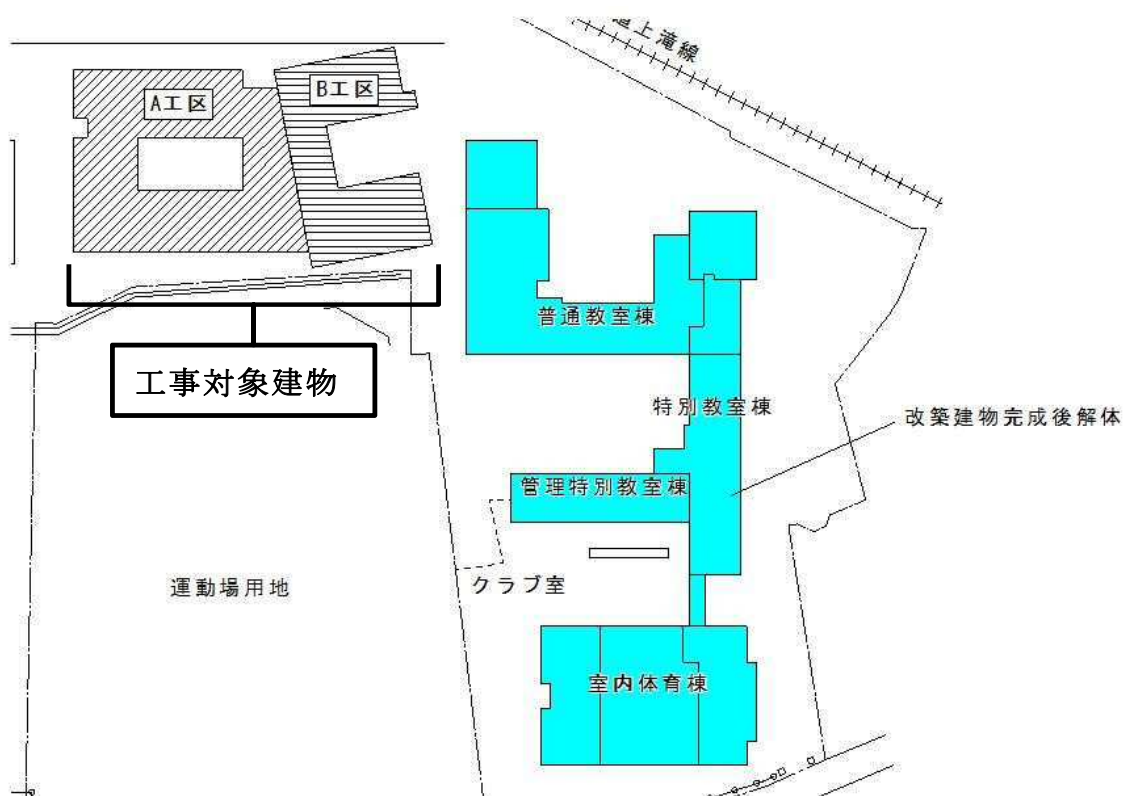 道上滝線
A工区
B工区
普通教室棟
工事対象建物
特別教室棟
改築建物完成後解体
管理特別教室棟
運動場用地
クラブ室
室内体育棟